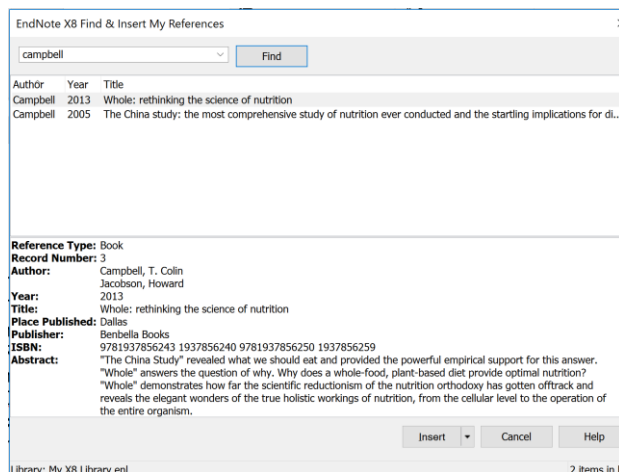 EndNote X8 Find & Insert My References
campbell
Find
Author Year Title
Campbell 2013 Whole: rethinking the science of nutrition
Campbell 2005 The China study: the most comprehensive study of nutrition ever conducted and the startling implications for di...
Reference Type: Book
Record Number: 3
Author: Campbell, T. Colin
Jacobson, Howard
Year: 2013
Title: Whole: rethinking the science of nutrition
Place Published: Dallas
Publisher: Benbella Books
ISBN: 9781937856243 1937856240 9781937856250 1937856259
Abstract: "The China Study" revealed what we should eat and provided the powerful empirical support for this answer.
"Whole" answers the question of why. Why does a whole-food, plant-based diet provide optimal nutrition?
"Whole" demonstrates how far the scientific reductionism of the nutrition orthodoxy has gotten offtrack and
reveals the elegant wonders of the true holistic workings of nutrition, from the cellular level to the operation of
the entire organism.
Insert Cancel Help
Library: My X8 Library.enl 2 items in